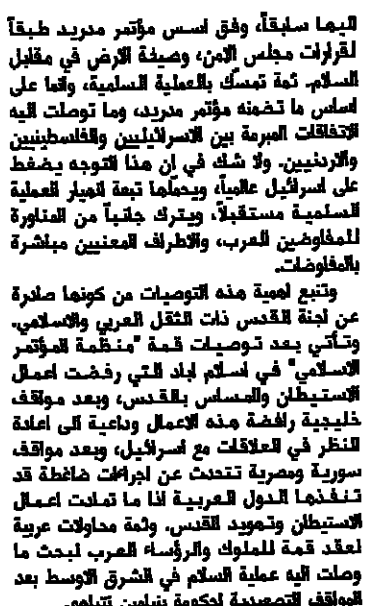 اليها سابقاً، وفق اسس مؤتمر مدريد طبقاً
لقرارات مجلس الامن، وصيغة الارض في مقابل
السلام. ثمة تمسك بالعملية السلمية، وانما على
اساس ما تضمنه مؤتمر مدريد، وما توصلت اليه
الاتفاقات المبرمة بين الاسرائيليين والفلسطينيين
والاردنيين. ولا شك في ان هذا التوجه يضغط
على اسرائيل عالمياً، ويحملها تبعة انهيار العملية
السلمية مستقبلاً، ويترك جانباً من المناورة
للمفاوضين العرب، والاطراف المعنيين مباشرة
بالمفاوضات.
وتنبع اهمية هذه التوصيات من كونها صادرة
عن لجنة القدس ذات الثقل العربي والاسلامي.
وتأتي بعد توصيات قمة "منظمة المؤتمر
الاسلامي" في اسلام اباد التي رفضت اعمال
الاستيطان والمساس بالقدس، وبعد مواقف
خليجية رافضة هذه الاعمال وداعية الى اعادة
النظر في العلاقات مع اسرائيل، وبعد مواقف
سورية ومصرية تتحدث عن اجراءات ضاغطة قد
تنفذها الدول العربية اذا ما تمادت اعمال
الاستيطان وتهويد القدس. وثمة محاولات عربية
لعقد قمة للملوك والرؤساء العرب لبحث ما
وصلت اليه عملية السلام في الشرق الاوسط بعد
المواقف التصعيدية لحكومة بنيامين نتنياهو.